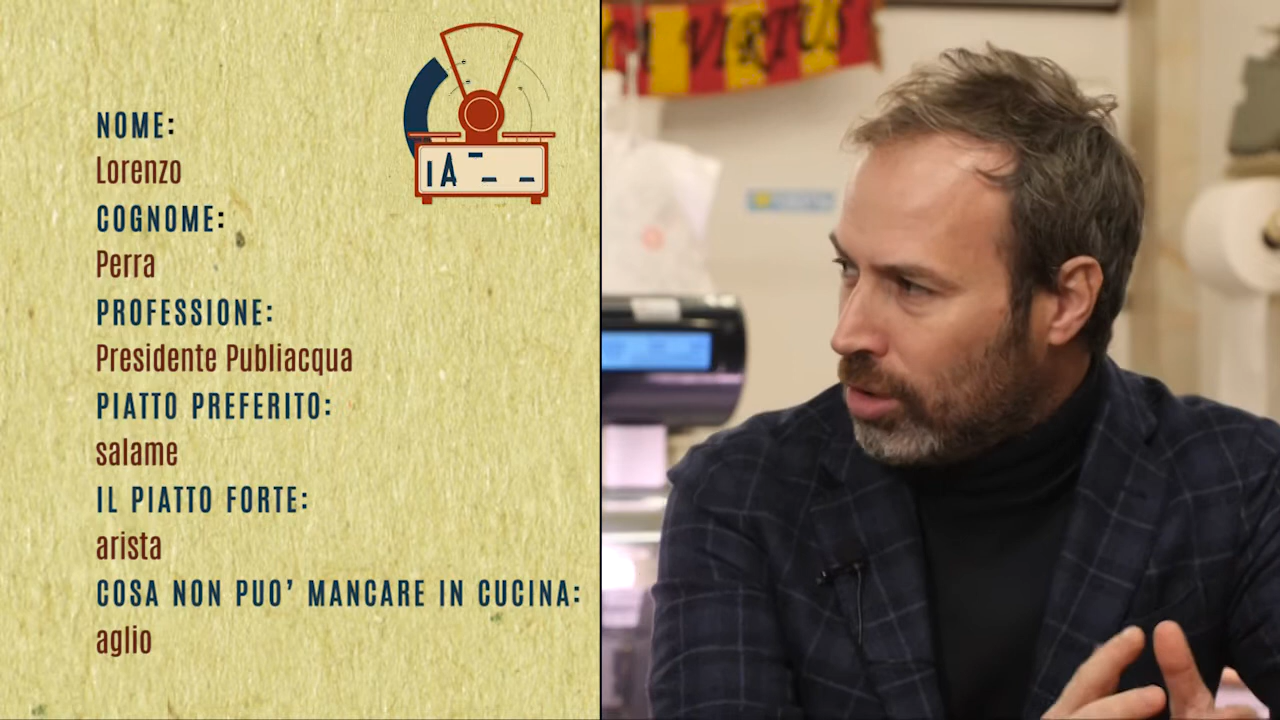 NOME:
Lorenzo
COGNOME:
Perra
PROFESSIONE:
Presidente Publiacqua
PIATTO PREFERITO:
salame
IL PIATTO FORTE:
arista
COSA NON PUO’ MANCARE IN CUCINA:
aglio
VIRTUS